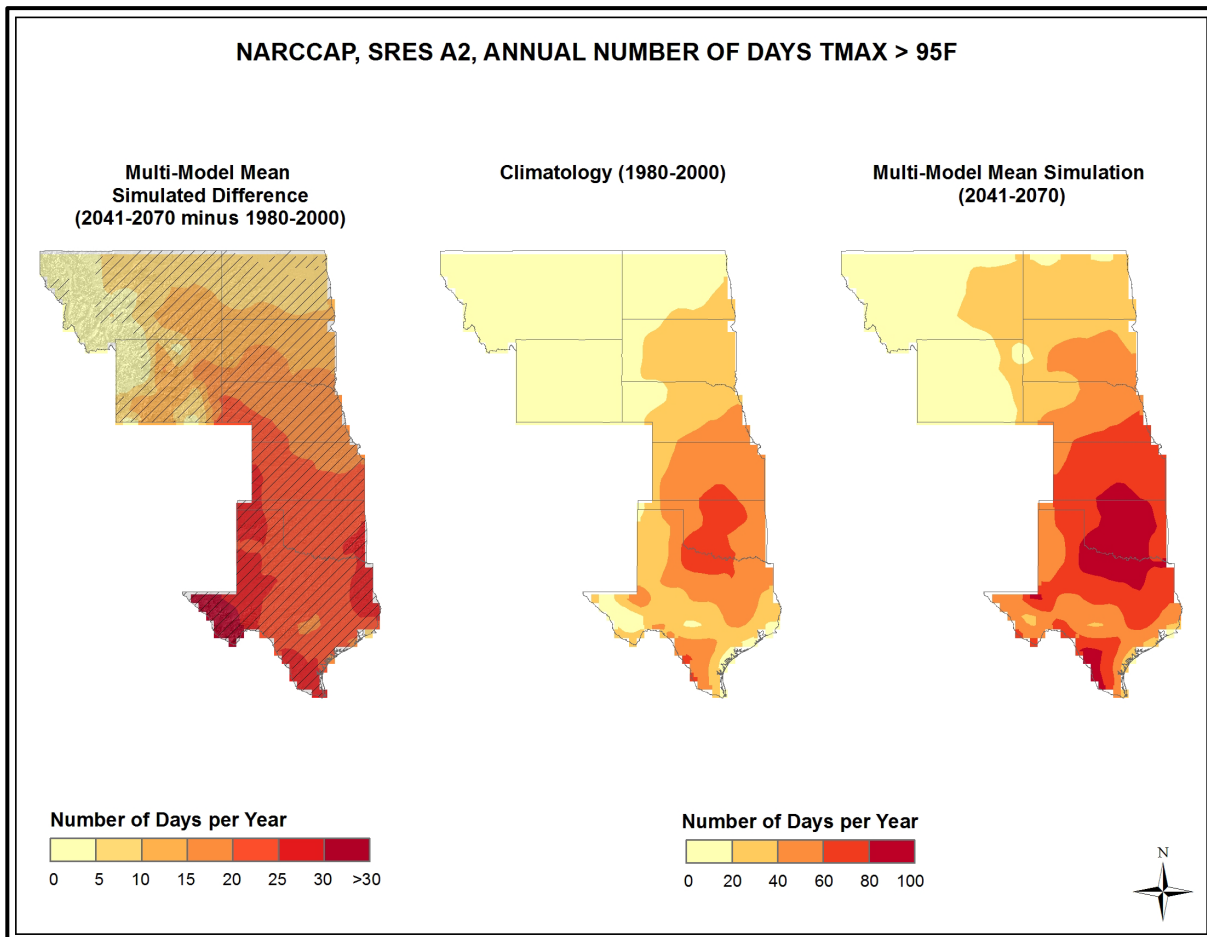 NARCCAP, SRES A2, ANNUAL NUMBER OF DAYS TMAX > 95F
Multi-Model Mean
Simulated Difference
(2041-2070 minus 1980-2000)
Climatology (1980-2000)
Multi-Model Mean Simulation
(2041-2070)
Number of Days per Year
0 5 10 15 20 25 30 >30
Number of Days per Year
0 20 40 60 80 100
N